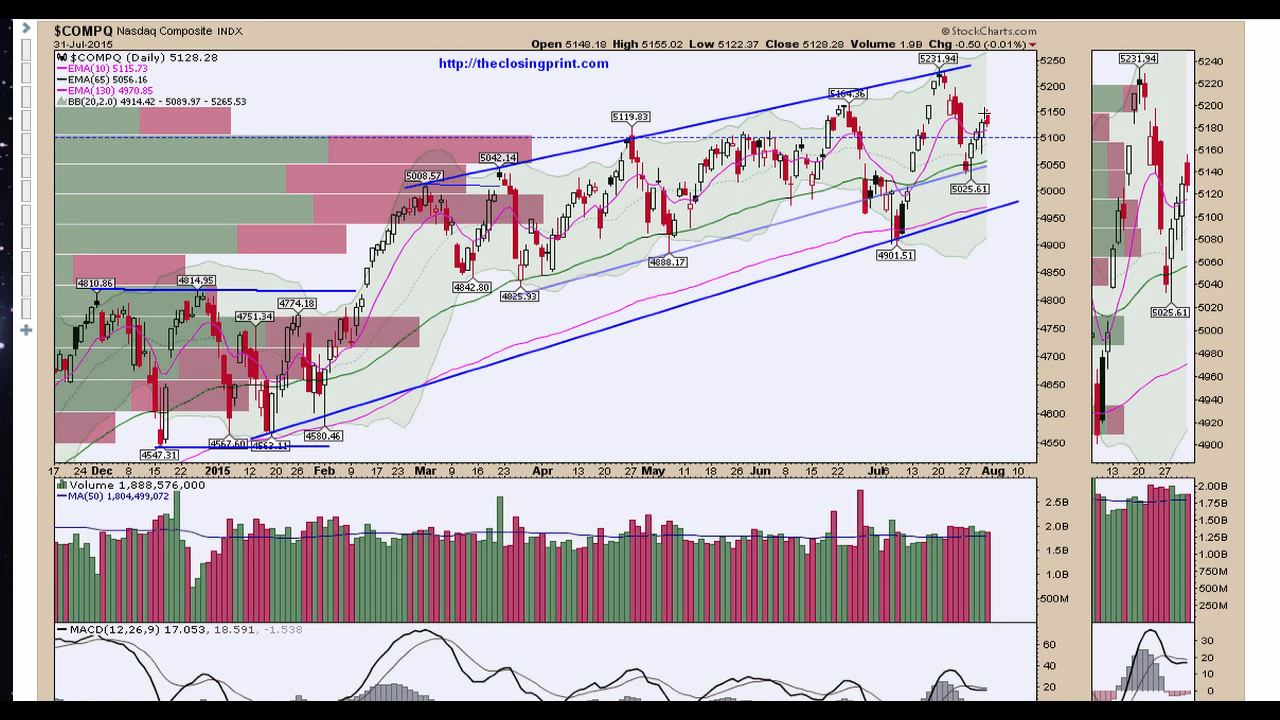 $COMPQ Nasdaq Composite INDX
© StockCharts.com
31-Jul-2015
Open 5148.18 High 5155.02 Low 5122.37 Close 5128.28 Volume 1.9B Chg -0.50 (-0.01%)
$COMPQ (Daily) 5128.28
EMA(10) 5115.73
EMA(65) 5056.16
EMA(130) 4970.85
BB(20,2.0) 4914.42 - 5089.97 - 5265.53
http://theclosingprint.com
5231.94
5164.36
5119.83
5042.14
5008.57
5025.61
4901.51
4888.17
4842.80
4825.93
4810.86
4814.95
4774.18
4751.34
4580.46
4567.60
4563.11
4547.31
5250
5200
5150
5100
5050
5000
4950
4900
4850
4800
4750
4700
4650
4600
4550
17 24 Dec 8 15 22 2015 12 20 26 Feb 9 17 23 Mar 9 16 23 Apr 13 20 27 May 11 18 26 Jun 8 15 22 Jul 6 13 20 27 Aug 10
5231.94
5025.61
5240
5220
5200
5180
5160
5140
5120
5100
5080
5060
5040
5020
5000
4980
4960
4940
4920
4900
13 20 27
Volume 1,888,576,000
MA(50) 1,804,499,072
2.5B
2.0B
1.5B
1.0B
500M
2.00B
1.75B
1.50B
1.25B
1.00B
750M
500M
250M
MACD(12,26,9) 17.053, 18.591, -1.538
60
40
20
30
20
10
0